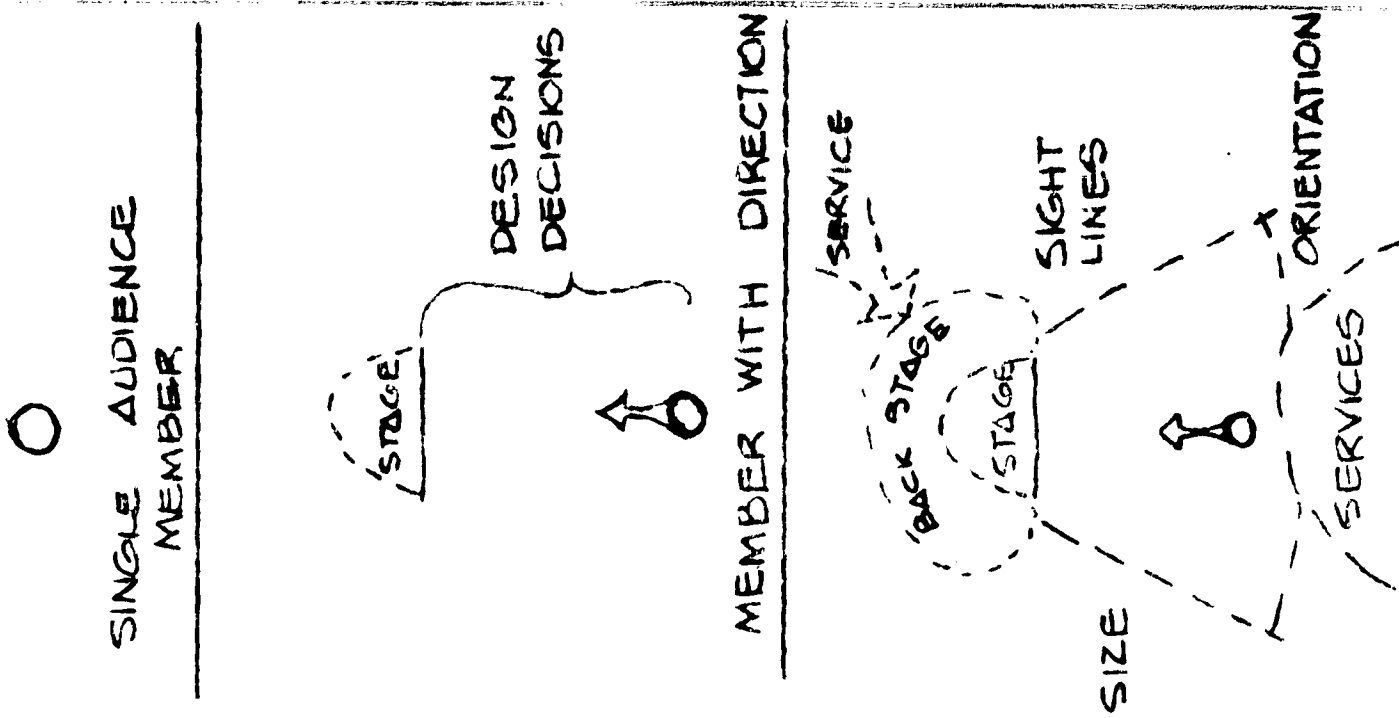 SINGLE AUDIENCE
MEMBER
STAGE
DESIGN
DECISIONS
MEMBER WITH DIRECTION
SERVICE
BACK STAGE
STAGE
SIGHT
LINES
SIZE
ORIENTATION
SERVICES